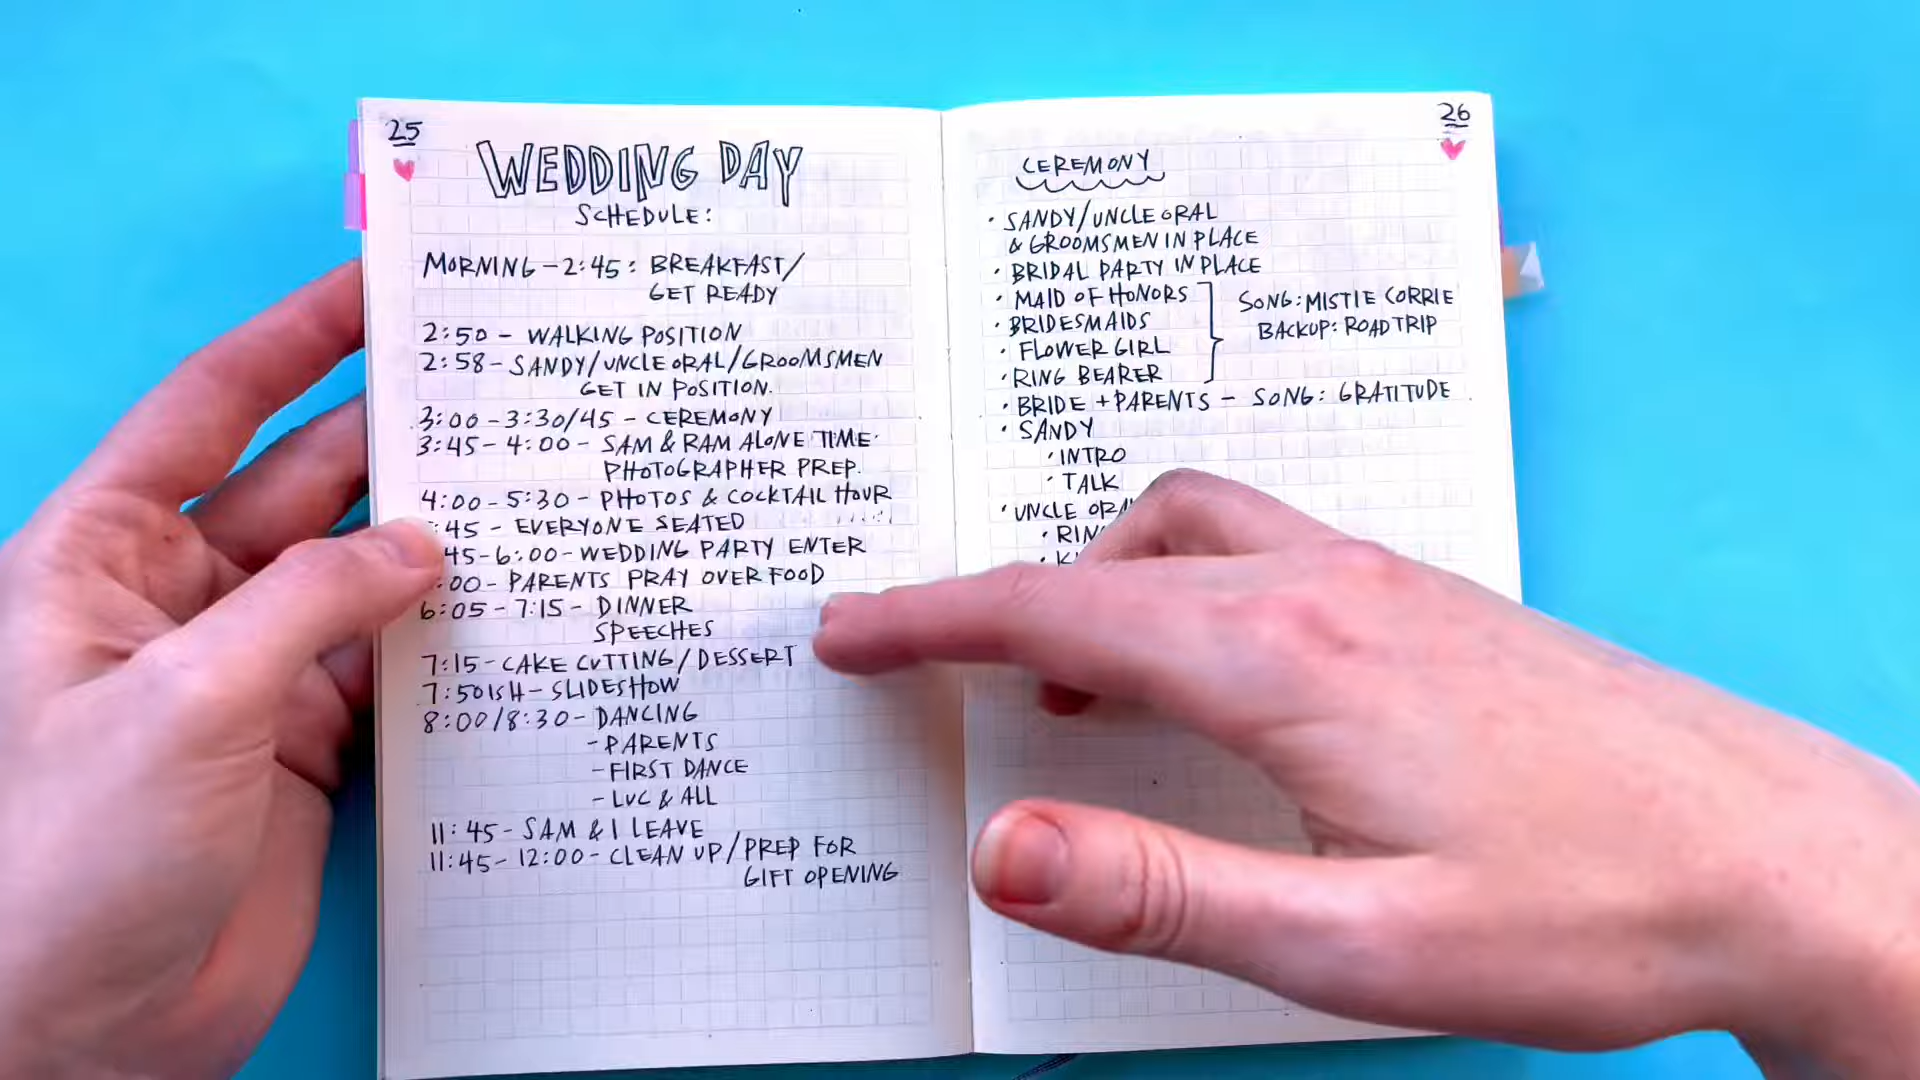 25
WEDDING DAY
SCHEDULE:
MORNING - 2:45: BREAKFAST/
GET READY
2:50 - WALKING POSITION
2:58 - SANDY/UNCLE ORAL/GROOMSMEN
GET IN POSITION.
3:00 - 3:30/45 - CEREMONY
3:45 - 4:00 - SAM & RAM ALONE TIME.
PHOTOGRAPHER PREP.
4:00 - 5:30 - PHOTOS & COCKTAIL HOUR
:45 - EVERYONE SEATED
45 - 6:00 - WEDDING PARTY ENTER
:00 - PARENTS PRAY OVER FOOD
6:05 - 7:15 - DINNER
SPEECHES
7:15 - CAKE CUTTING/DESSERT
7:50ISH - SLIDESHOW
8:00/8:30 - DANCING
- PARENTS
- FIRST DANCE
- LVC & ALL
11:45 - SAM & I LEAVE
11:45 - 12:00 - CLEAN UP/PREP FOR
GIFT OPENING
26
CEREMONY
· SANDY/UNCLE ORAL
& GROOMSMEN IN PLACE
· BRIDAL PARTY IN PLACE
· MAID OF HONORS
· BRIDESMAIDS
· FLOWER GIRL
· RING BEARER
SONG: MISTIE CORRIE
BACKUP: ROAD TRIP
· BRIDE + PARENTS - SONG: GRATITUDE
· SANDY
· INTRO
· TALK
· UNCLE ORA
· RIN